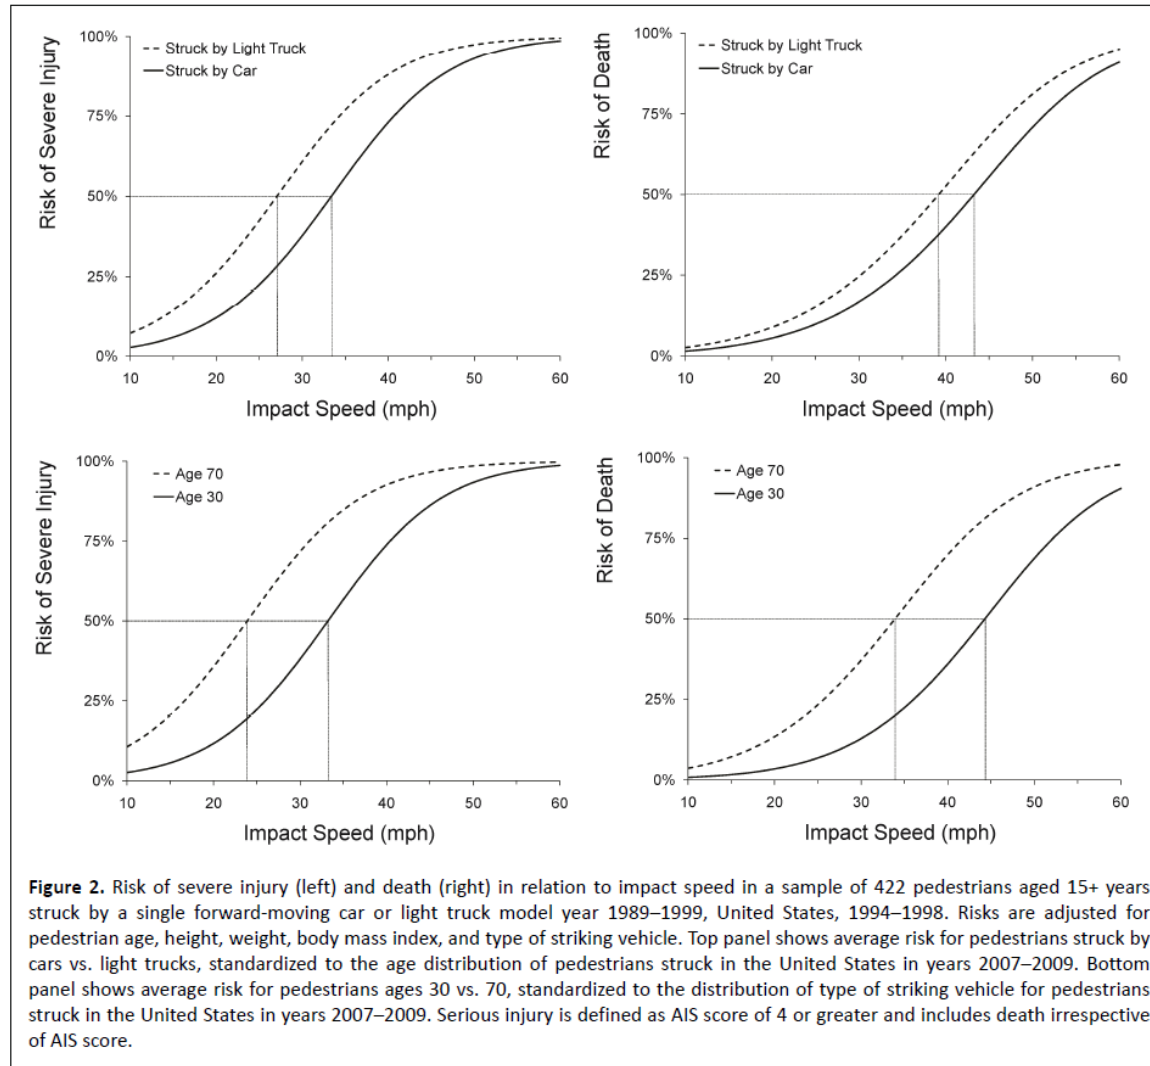 Risk of Severe Injury
100%
75%
50%
25%
0%
Struck by Light Truck
Struck by Car
10 20 30 40 50 60
Impact Speed (mph)
Risk of Death
100%
75%
50%
25%
0%
Struck by Light Truck
Struck by Car
10 20 30 40 50 60
Impact Speed (mph)
Risk of Severe Injury
100%
75%
50%
25%
0%
Age 70
Age 30
10 20 30 40 50 60
Impact Speed (mph)
Risk of Death
100%
75%
50%
25%
0%
Age 70
Age 30
10 20 30 40 50 60
Impact Speed (mph)
Figure 2. Risk of severe injury (left) and death (right) in relation to impact speed in a sample of 422 pedestrians aged 15+ years
struck by a single forward-moving car or light truck model year 1989–1999, United States, 1994–1998. Risks are adjusted for
pedestrian age, height, weight, body mass index, and type of striking vehicle. Top panel shows average risk for pedestrians struck by
cars vs. light trucks, standardized to the age distribution of pedestrians struck in the United States in years 2007–2009. Bottom
panel shows average risk for pedestrians ages 30 vs. 70, standardized to the distribution of type of striking vehicle for pedestrians
struck in the United States in years 2007–2009. Serious injury is defined as AIS score of 4 or greater and includes death irrespective
of AIS score.